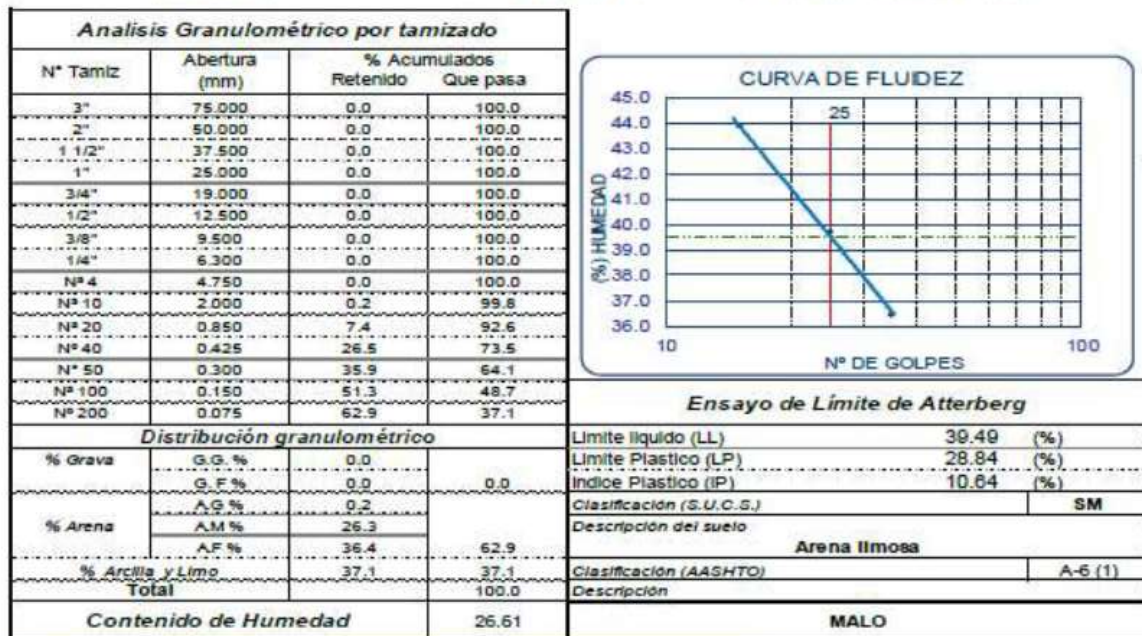 Analisis Granulométrico por tamizado
N° Tamiz Abertura (mm) % Acumulados
Retenido Que pasa
3" 75.000 0.0 100.0
2" 50.000 0.0 100.0
1 1/2" 37.500 0.0 100.0
1" 25.000 0.0 100.0
3/4" 19.000 0.0 100.0
1/2" 12.500 0.0 100.0
3/8" 9.500 0.0 100.0
1/4" 6.300 0.0 100.0
Nª 4 4.750 0.0 100.0
Nª 10 2.000 0.2 99.8
Nª 20 0.850 7.4 92.6
Nª 40 0.425 26.5 73.5
N° 50 0.300 35.9 64.1
Nª 100 0.150 51.3 48.7
Nª 200 0.075 62.9 37.1
Distribución granulométrico
% Grava G.G. % 0.0
G. F % 0.0 0.0
% Arena A.G % 0.2
A.M % 26.3
A.F % 36.4 62.9
% Arcilla y Limo 37.1 37.1
Total 100.0
Contenido de Humedad 26.61
CURVA DE FLUIDEZ
45.0
44.0
43.0
42.0
41.0
40.0
39.0
38.0
37.0
36.0
(%) HUMEDAD
25
10 100
Nº DE GOLPES
Ensayo de Límite de Atterberg
Limite liquido (LL) 39.49 (%)
Limite Plastico (LP) 28.84 (%)
Indice Plastico (IP) 10.64 (%)
Clasificación (S.U.C.S.) SM
Descripción del suelo
Arena limosa
Clasificación (AASHTO) A-6 (1)
Descripción
MALO